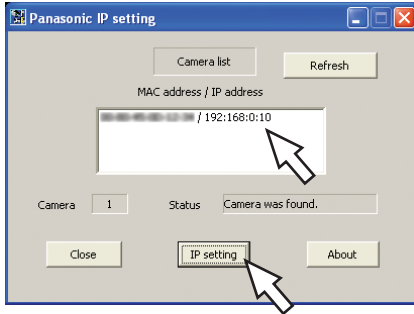 Panasonic IP setting
Camera list
Refresh
MAC address / IP address
/ 192:168:0:10
Camera 1 Status Camera was found.
Close IP setting About